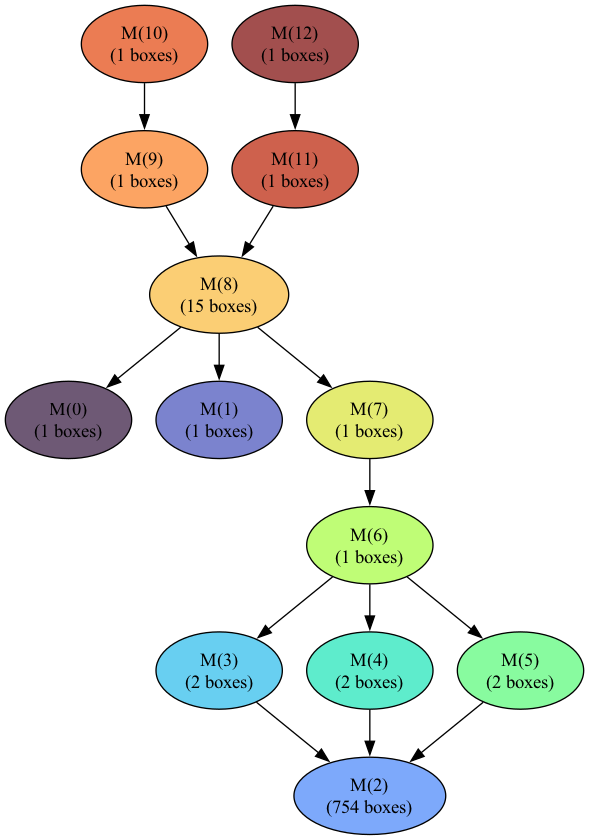 M(10)
(1 boxes)
M(12)
(1 boxes)
M(9)
(1 boxes)
M(11)
(1 boxes)
M(8)
(15 boxes)
M(0)
(1 boxes)
M(1)
(1 boxes)
M(7)
(1 boxes)
M(6)
(1 boxes)
M(3)
(2 boxes)
M(4)
(2 boxes)
M(5)
(2 boxes)
M(2)
(754 boxes)